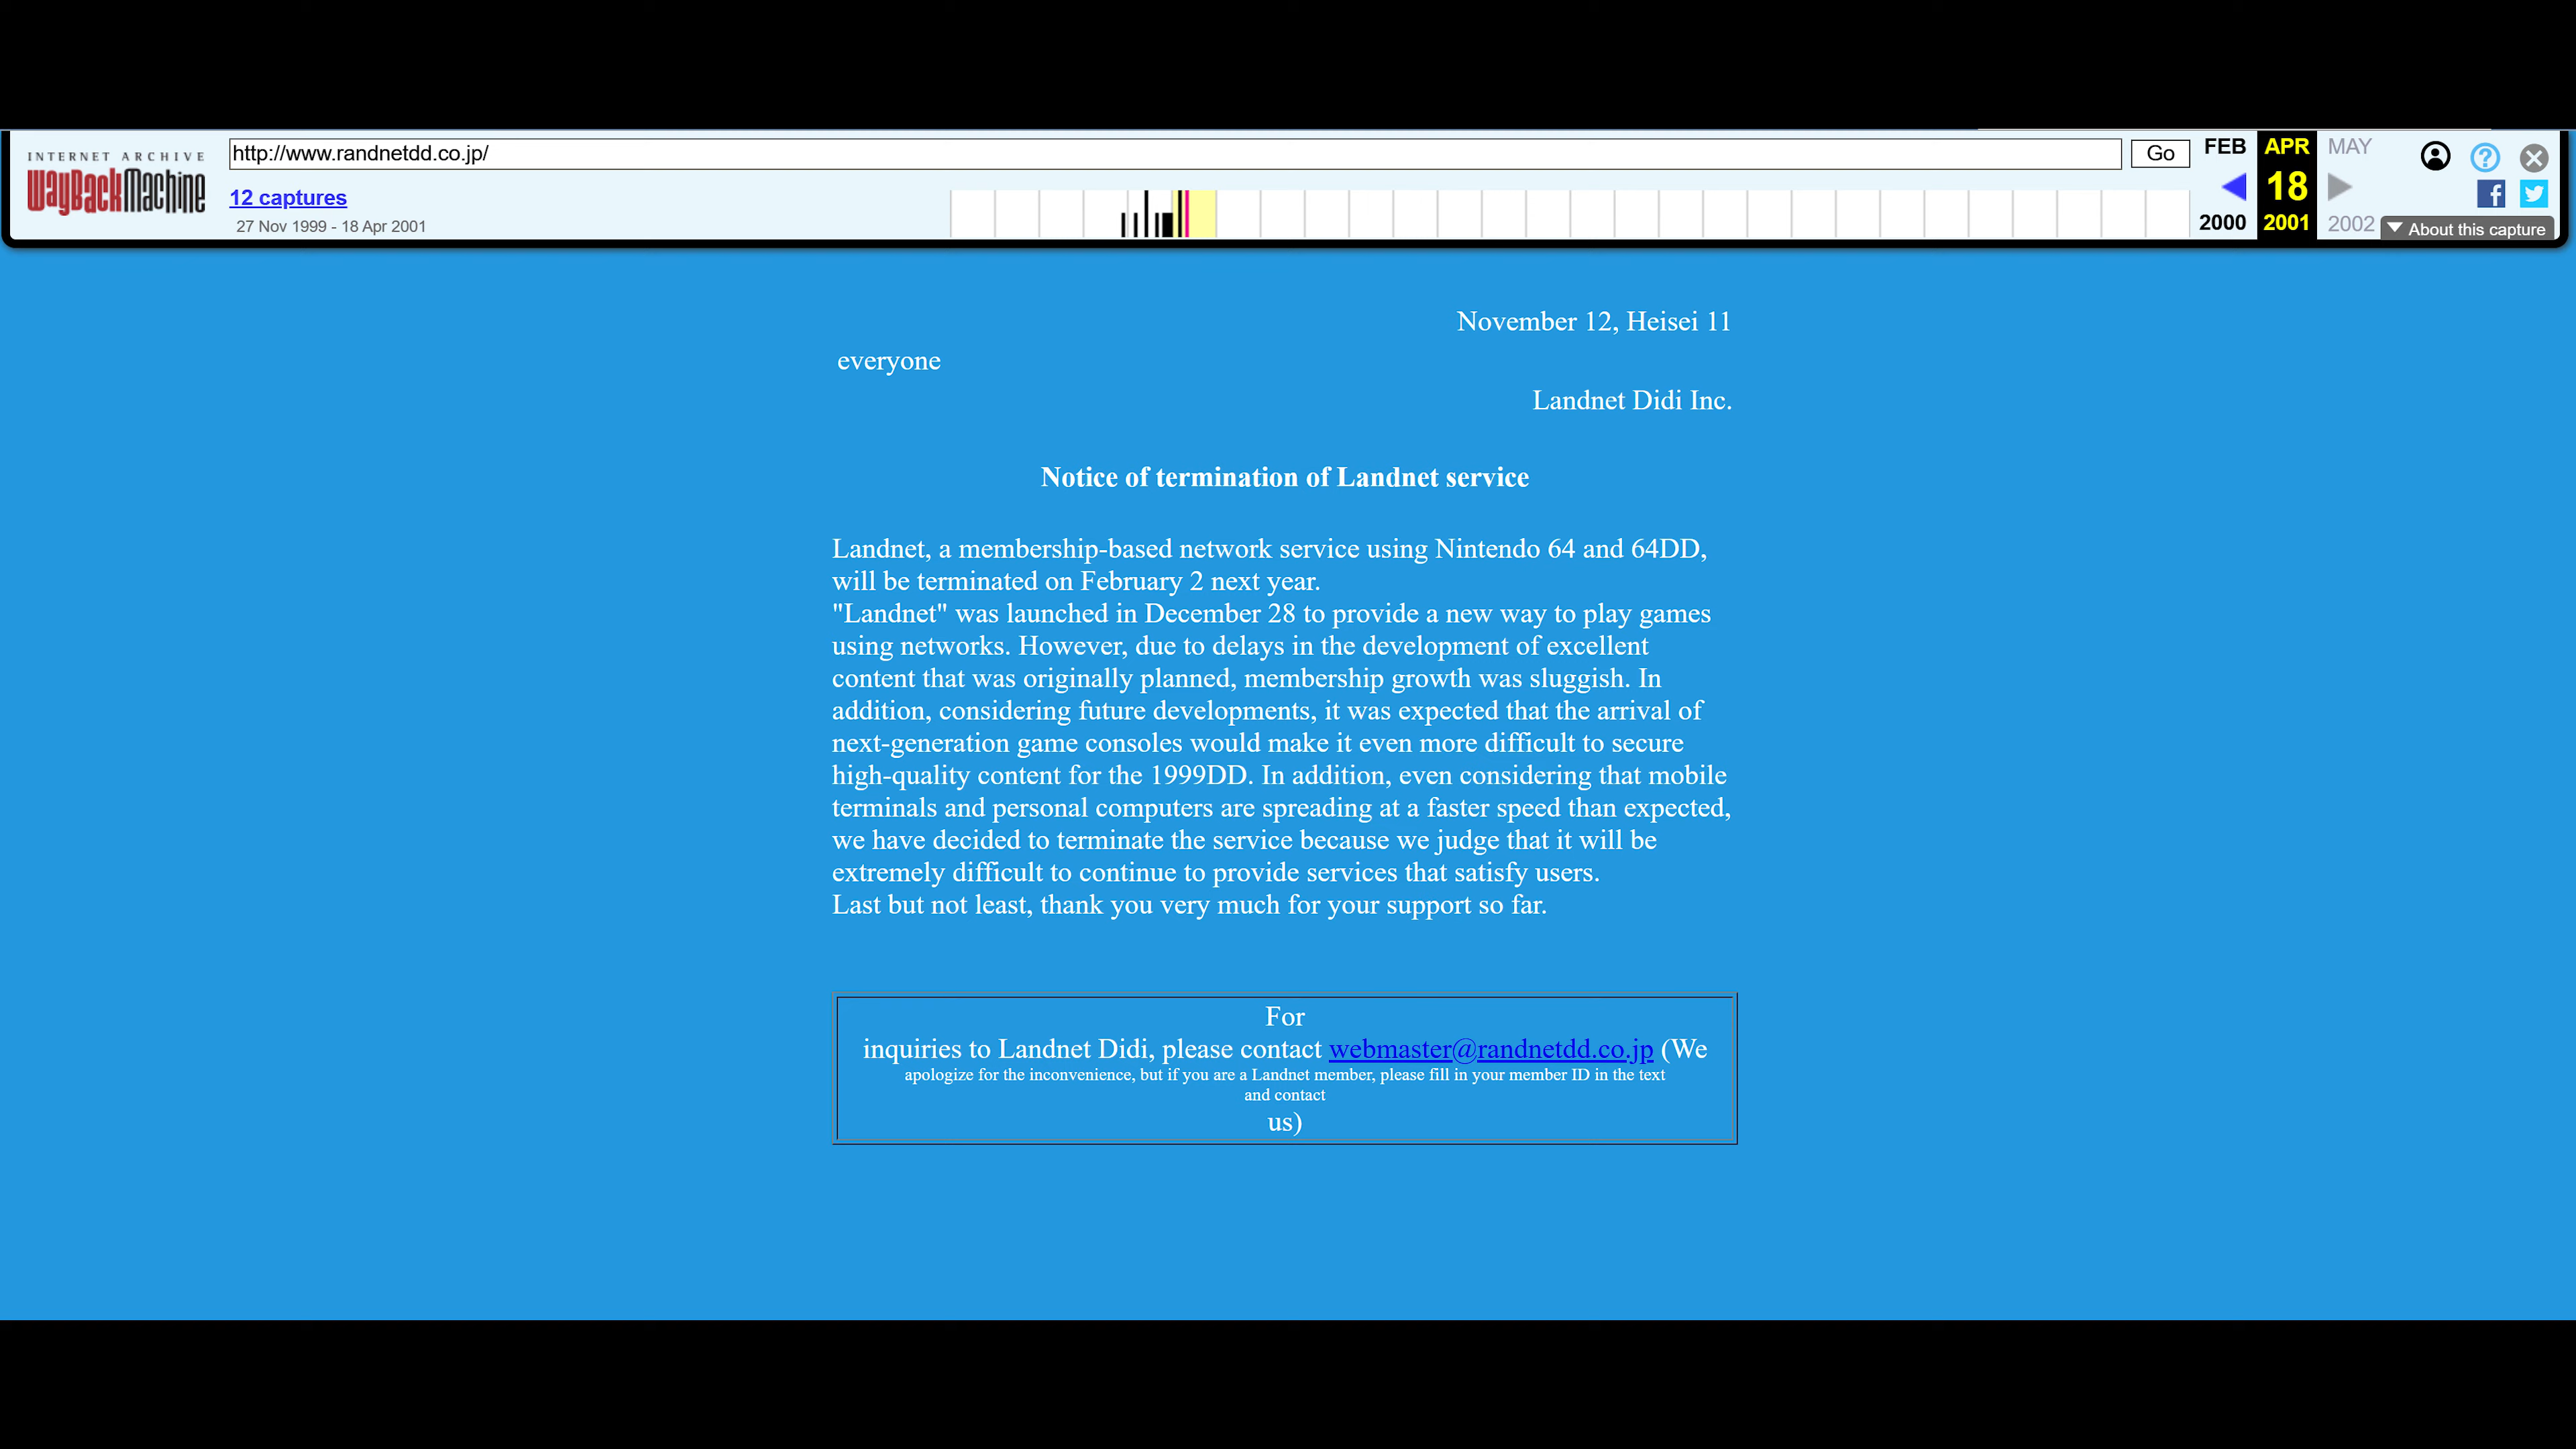 INTERNET ARCHIVE
WayBackMachine
http://www.randnetdd.co.jp/
Go
FEB
APR
MAY
12 captures
18
27 Nov 1999 - 18 Apr 2001
2000
2001
2002
About this capture
November 12, Heisei 11
everyone
Landnet Didi Inc.
Notice of termination of Landnet service
Landnet, a membership-based network service using Nintendo 64 and 64DD,
will be terminated on February 2 next year.
"Landnet" was launched in December 28 to provide a new way to play games
using networks. However, due to delays in the development of excellent
content that was originally planned, membership growth was sluggish. In
addition, considering future developments, it was expected that the arrival of
next-generation game consoles would make it even more difficult to secure
high-quality content for the 1999DD. In addition, even considering that mobile
terminals and personal computers are spreading at a faster speed than expected,
we have decided to terminate the service because we judge that it will be
extremely difficult to continue to provide services that satisfy users.
Last but not least, thank you very much for your support so far.
For
inquiries to Landnet Didi, please contact webmaster@randnetdd.co.jp (We
apologize for the inconvenience, but if you are a Landnet member, please fill in your member ID in the text
and contact
us)